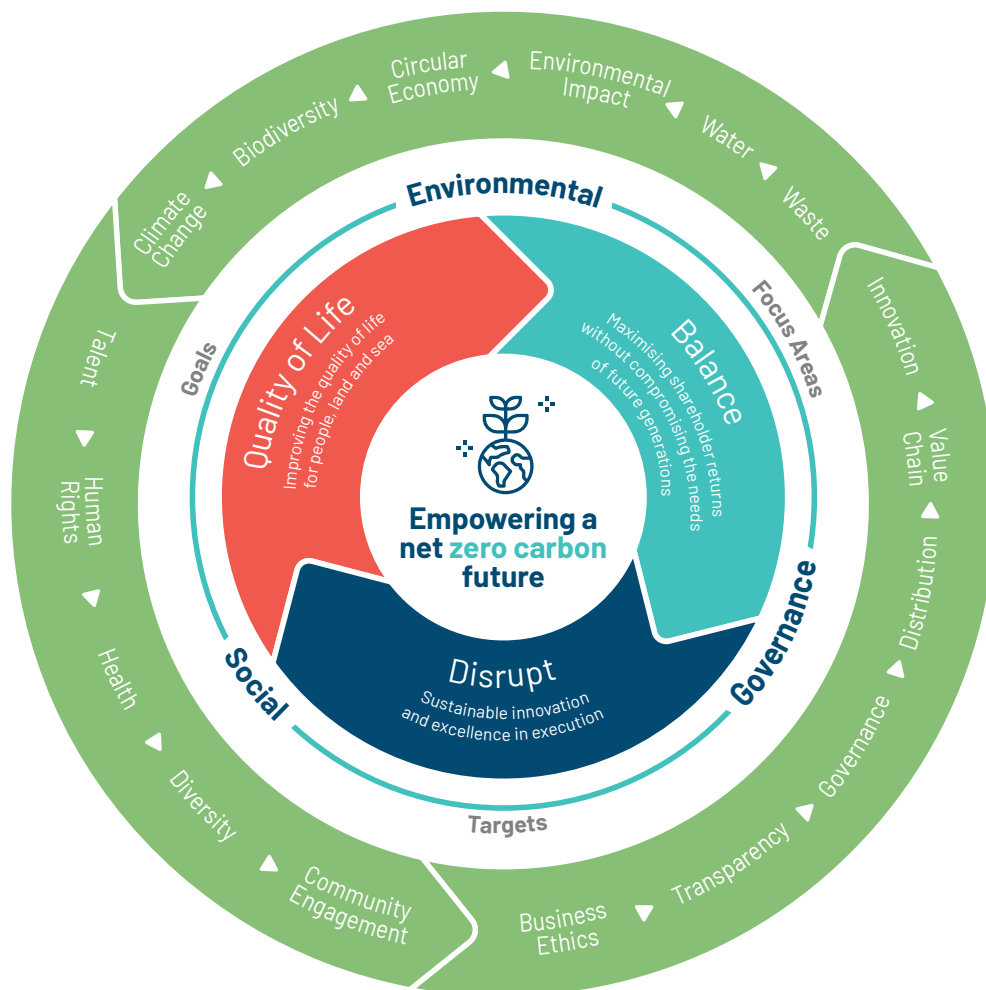 Climate
Change
Biodiversity
Circular
Economy
Environmental
Impact
Water
Waste
Innovation
Value
Chain
Distribution
Governance
Transparency
Business
Ethics
Community
Engagement
Diversity
Health
Human
Rights
Talent
Environmental
Focus Areas
Governance
Targets
Social
Goals
Quality of Life
Improving the quality of life
for people, land and sea
Balance
Maximising shareholder returns
without compromising the needs
of future generations
Disrupt
Sustainable innovation
and excellence in execution
Empowering a
net zero carbon
future